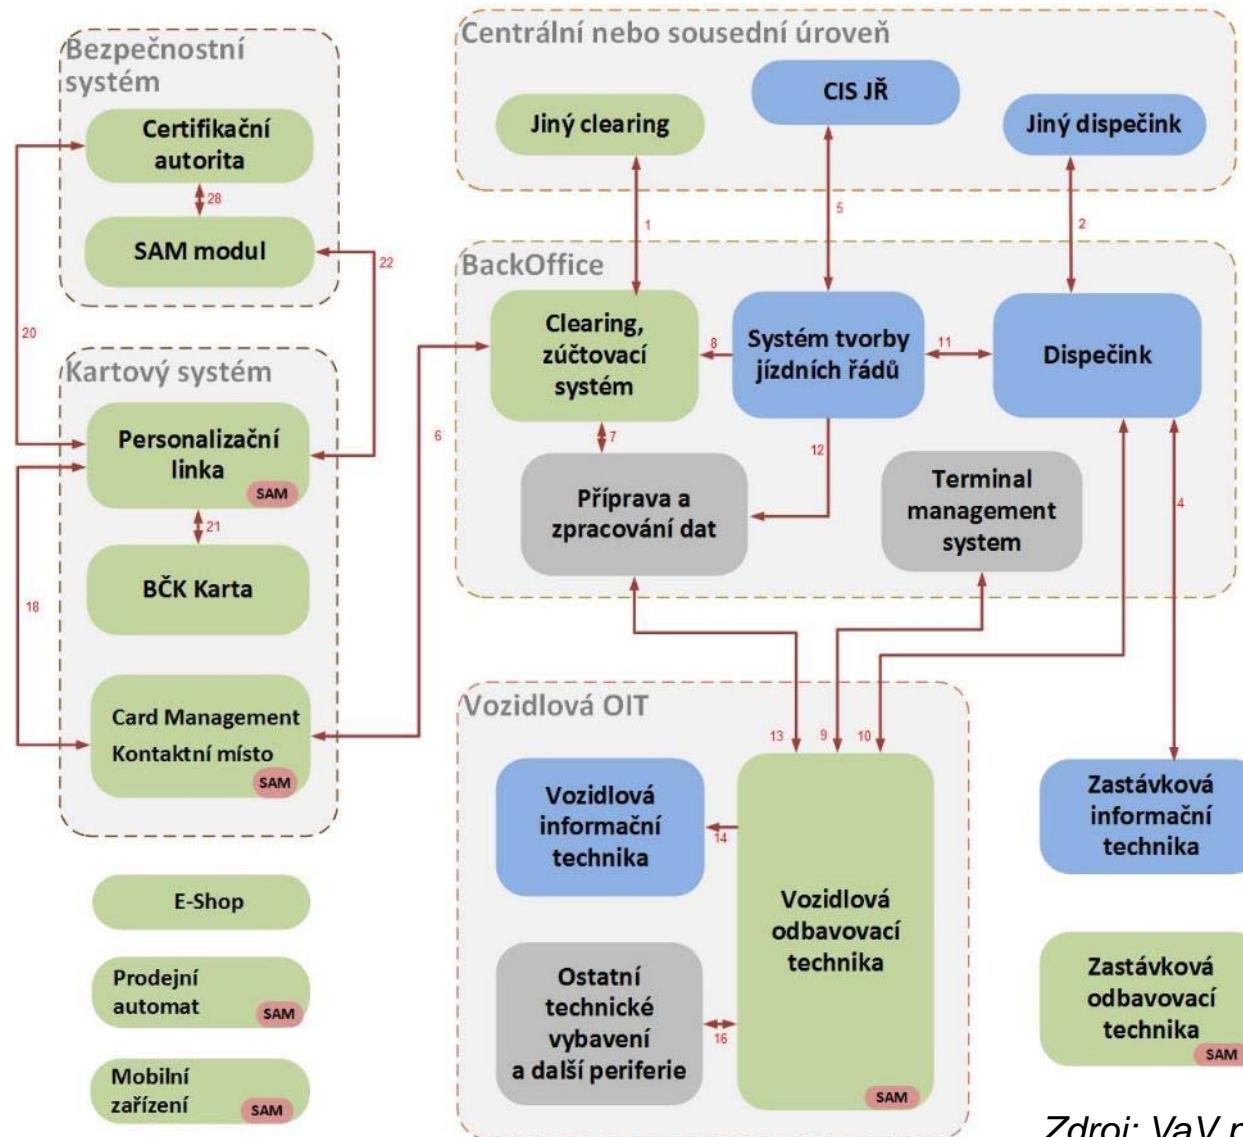 Bezpečnostní
systém
Certifikační
autorita
28
SAM modul
22
20
Kartový systém
Personalizační
linka
SAM
21
BČK Karta
18
Card Management
Kontaktní místo
SAM
6
E-Shop
Prodejní
automat
SAM
Mobilní
zařízení
SAM
Centrální nebo sousední úroveň
Jiný clearing
CIS JŘ
Jiný dispečink
1
5
2
BackOffice
Clearing,
zúčtovací
systém
8
Systém tvorby
jízdních řádů
11
Dispečink
7
12
Příprava a
zpracování dat
Terminal
management
system
4
Vozidlová OIT
13
9
10
Vozidlová
informační
technika
14
Vozidlová
odbavovací
technika
SAM
Ostatní
technické
vybavení
a další periferie
16
Zastávková
informační
technika
Zastávková
odbavovací
technika
SAM
Zdroj: VaV p